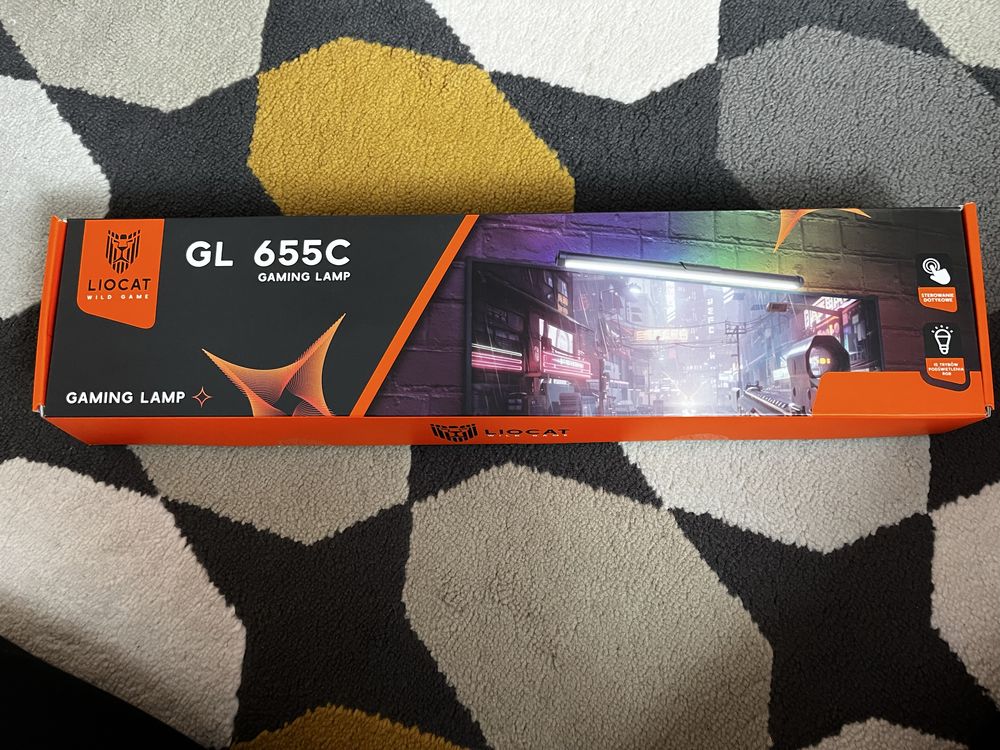 LIOCAT
WILD GAME
GL 655C
GAMING LAMP
GAMING LAMP
STEROWANIE
DOTYKOWE
TRYBÓW
PODŚWIETLENIA
RGB
LIOCAT
WILD GAME